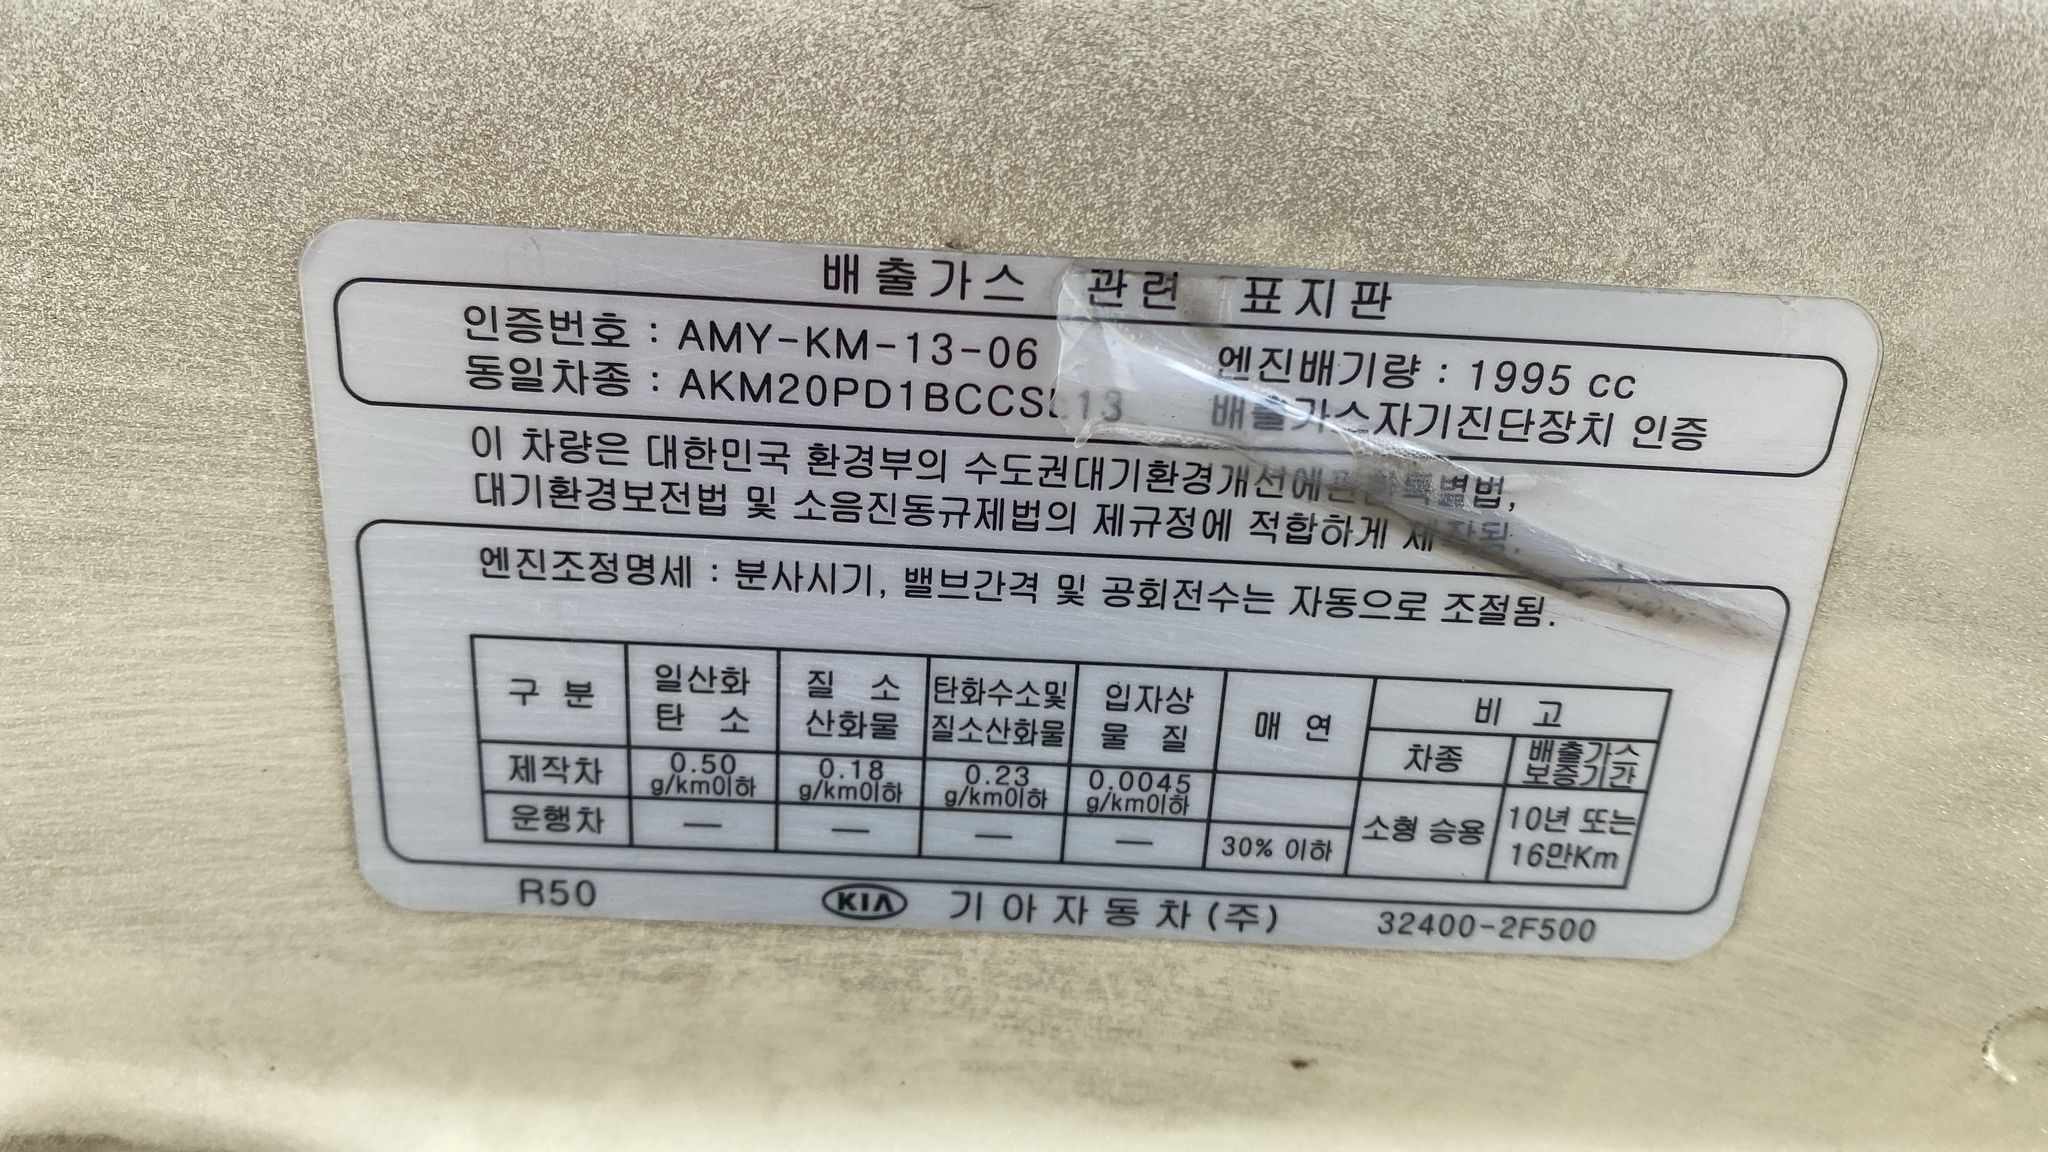 배출가스 관련 표지판
인증번호 : AMY-KM-13-06 엔진배기량 : 1995 cc
동일차종 : 배출가스자기진단장치 인증
이 차량은 대한민국 환경부의 수도권대기환경개선에관한특별법,
대기환경보전법 및 소음진동규제법의 제규정에 적합하게 제작됨.
엔진조정명세 : 분사시기, 밸브간격 및 공회전수는 자동으로 조절됨.
구 분 일산화 탄 소 질 소 산화물 탄화수소및 질소산화물 입자상 물 질 매 연 비 고
차종 배출가스 보증기간
제작차 0.50 g/km이하 0.18 g/km이하 0.23 g/km이하 0.0045 g/km이하
운행차 — — — — 30% 이하
소형 승용 10년 또는 16만Km
R50 KIA 기아자동차(주) 32400-2F500